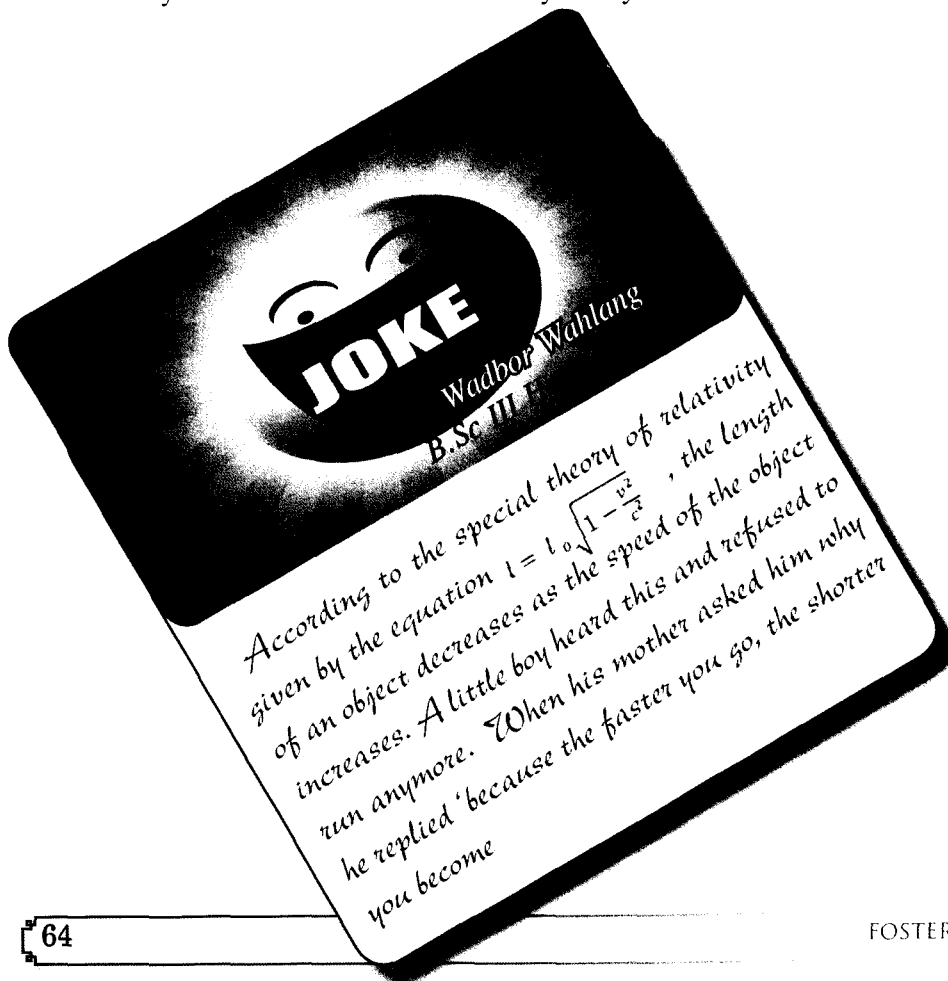 JOKE
Wadbor Wahlang
B.Sc III
According to the special theory of relativity
given by the equation l = l₀√(1 − v²/c²), the length
of an object decreases as the speed of the object
increases. A little boy heard this and refused to
run anymore. When his mother asked him why
he replied ‘because the faster you go, the shorter
you become
64
FOSTER